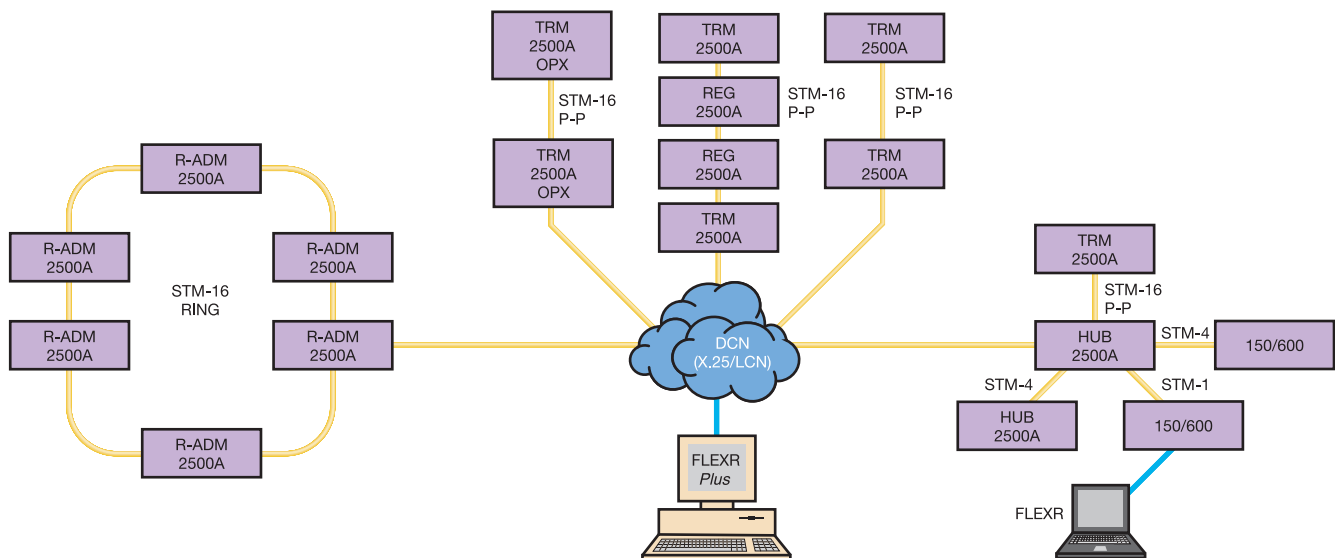 R-ADM
2500A
R-ADM
2500A
R-ADM
2500A
STM-16
RING
R-ADM
2500A
R-ADM
2500A
R-ADM
2500A
TRM
2500A
OPX
STM-16
P-P
TRM
2500A
OPX
TRM
2500A
REG
2500A
STM-16
P-P
REG
2500A
TRM
2500A
TRM
2500A
STM-16
P-P
TRM
2500A
DCN
(X.25/LCN)
FLEXR
Plus
TRM
2500A
STM-16
P-P
HUB
2500A
STM-4
150/600
STM-4
STM-1
HUB
2500A
150/600
FLEXR